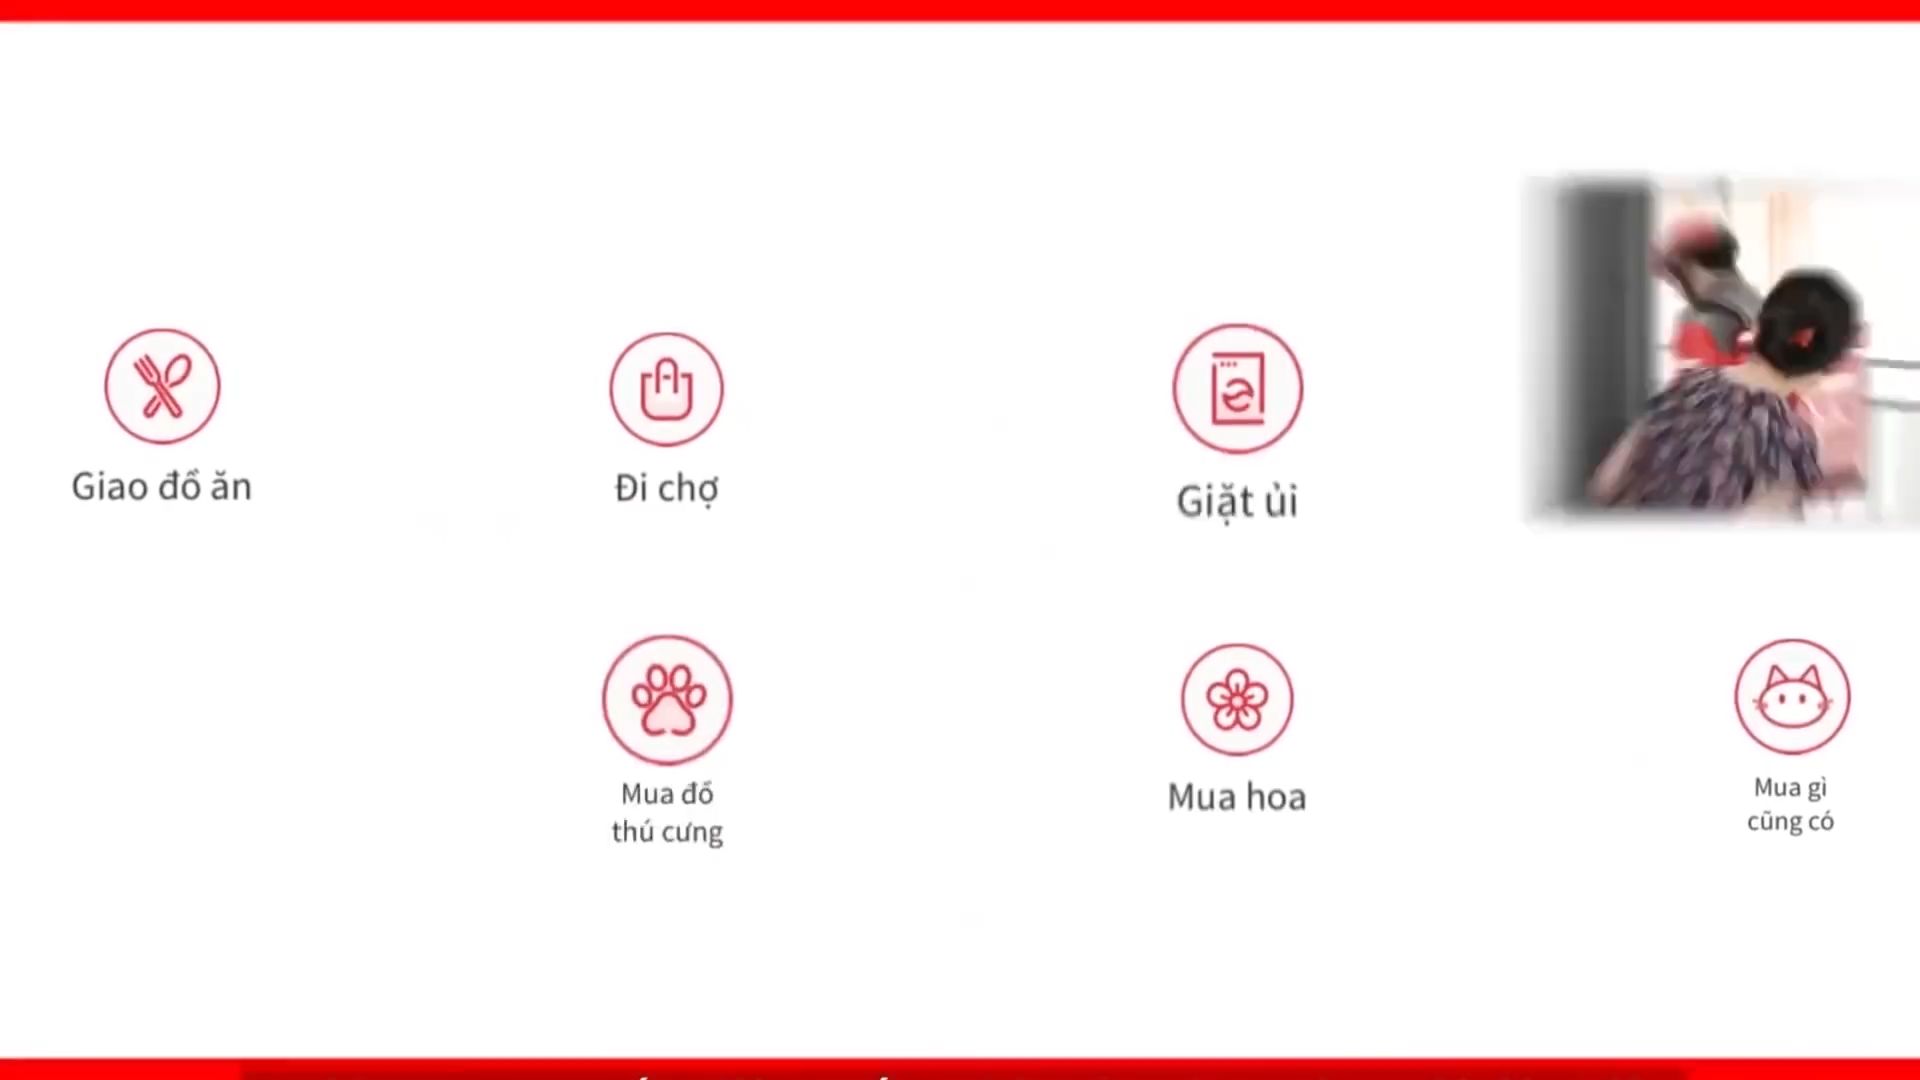 Giao đồ ăn
Đi chợ
Giặt ủi
Mua đồ
thú cưng
Mua hoa
Mua gì
cũng có